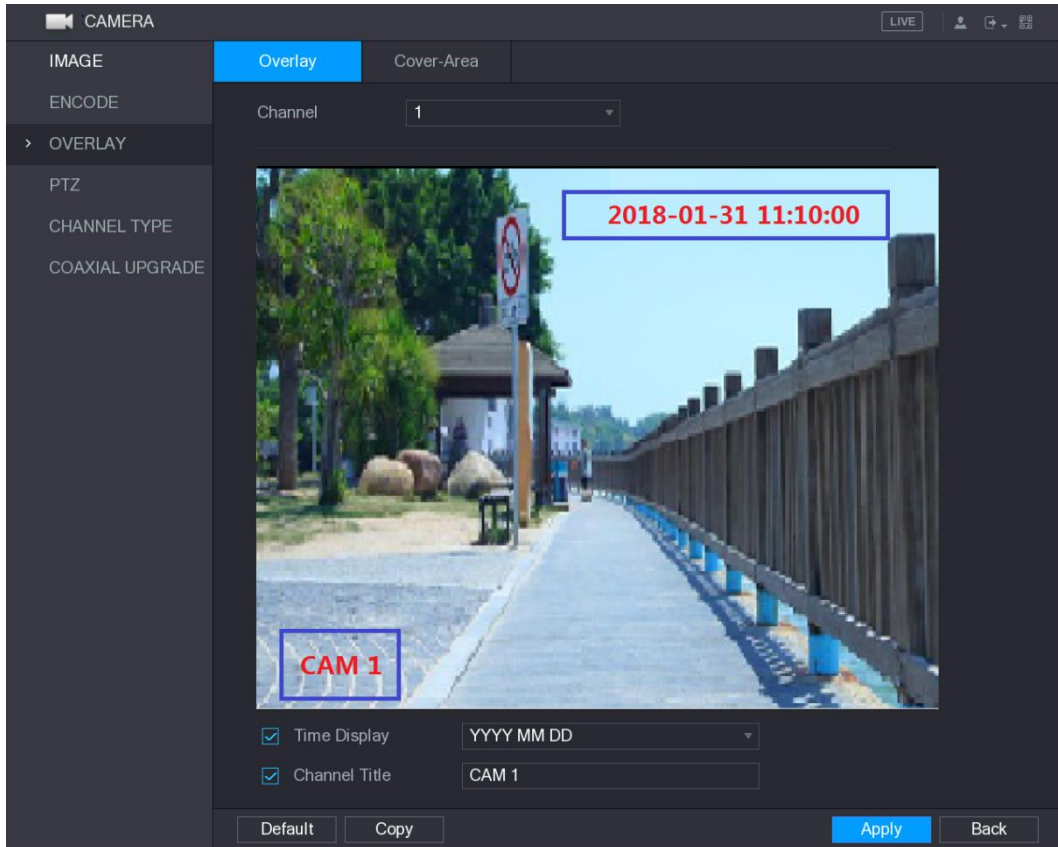 CAMERA
LIVE
IMAGE
ENCODE
OVERLAY
PTZ
CHANNEL TYPE
COAXIAL UPGRADE
Overlay Cover-Area
Channel 1
2018-01-31 11:10:00
CAM 1
Time Display YYYY MM DD
Channel Title CAM 1
Default Copy Apply Back